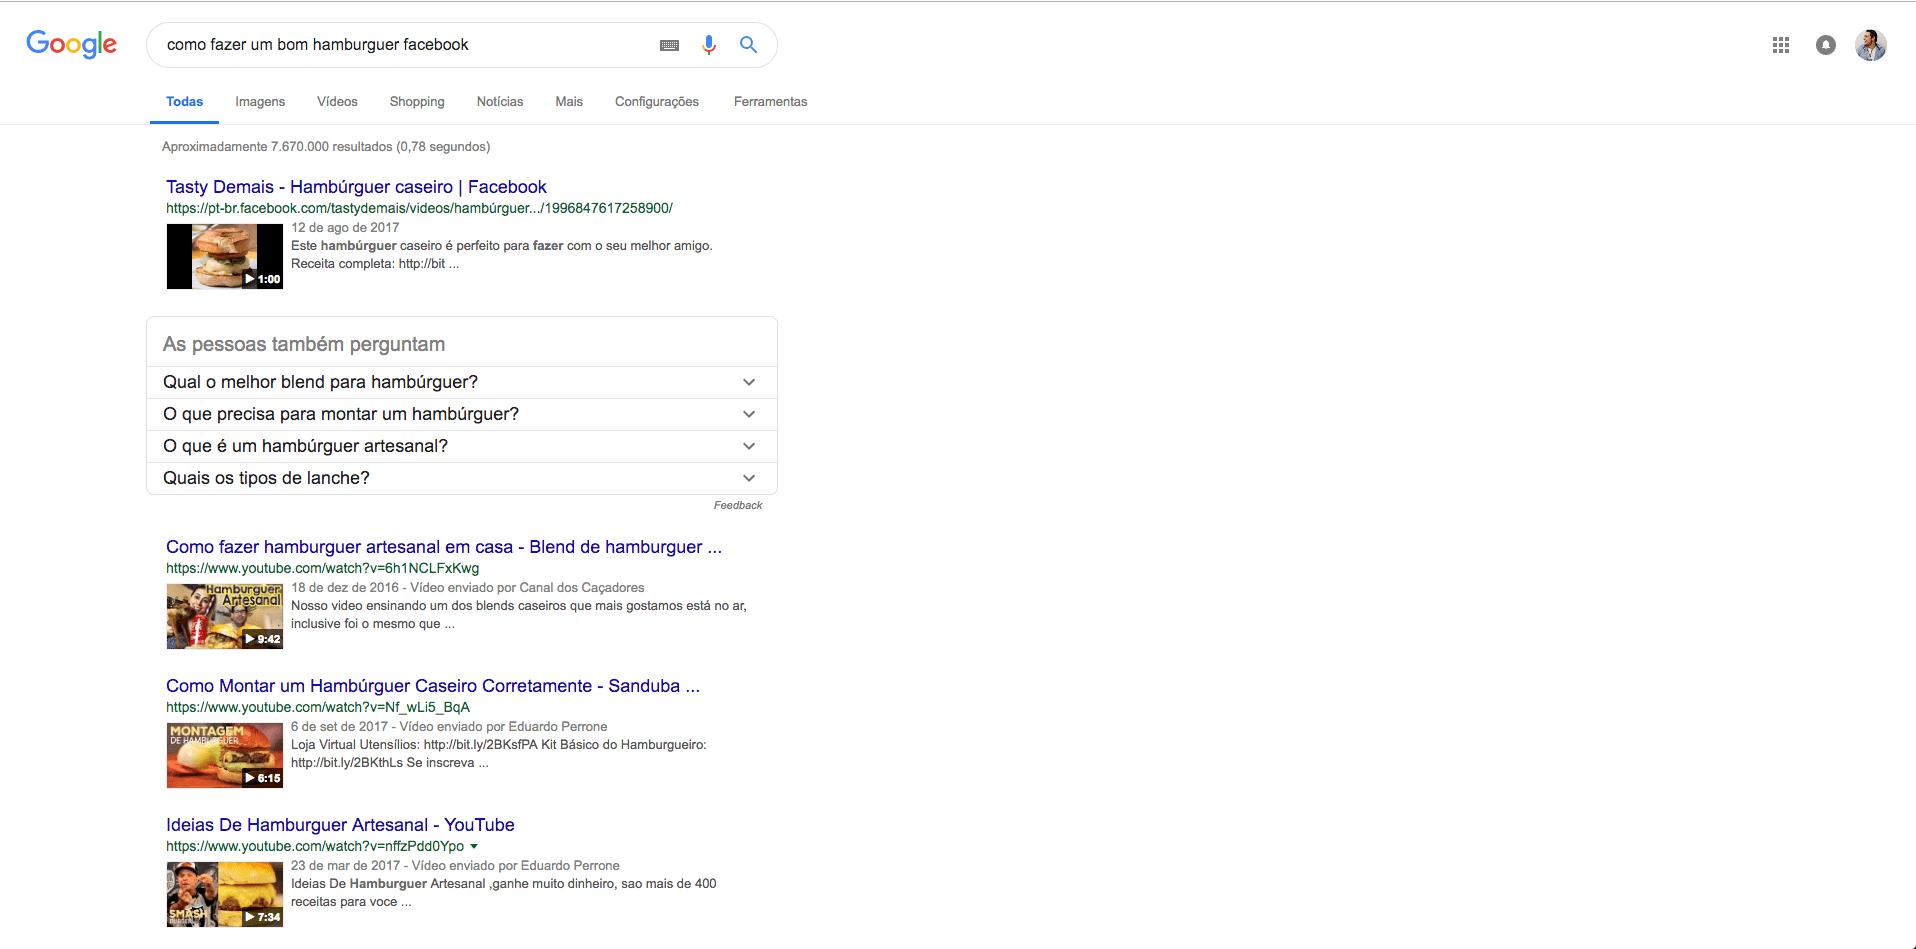 Google
como fazer um bom hamburguer facebook
Todas Imagens Vídeos Shopping Notícias Mais Configurações Ferramentas
Aproximadamente 7.670.000 resultados (0,78 segundos)
Tasty Demais - Hambúrguer caseiro | Facebook
https://pt-br.facebook.com/tastydemais/videos/hambúrguer.../1996847617258900/
12 de ago de 2017
Este hambúrguer caseiro é perfeito para fazer com o seu melhor amigo.
Receita completa: http://bit ...
1:00
As pessoas também perguntam
Qual o melhor blend para hambúrguer?
O que precisa para montar um hambúrguer?
O que é um hambúrguer artesanal?
Quais os tipos de lanche?
Feedback
Como fazer hamburguer artesanal em casa - Blend de hamburguer ...
https://www.youtube.com/watch?v=6h1NCLFxKwg
Hamburguer
Artesanal
9:42
18 de dez de 2016 - Vídeo enviado por Canal dos Caçadores
Nosso video ensinando um dos blends caseiros que mais gostamos está no ar,
inclusive foi o mesmo que ...
Como Montar um Hambúrguer Caseiro Corretamente - Sanduba ...
https://www.youtube.com/watch?v=Nf_wLi5_BqA
MONTAGEM
DE HAMBURGUER
6:15
6 de set de 2017 - Vídeo enviado por Eduardo Perrone
Loja Virtual Utensílios: http://bit.ly/2BKsfPA Kit Básico do Hamburgueiro:
http://bit.ly/2BKthLs Se inscreva ...
Ideias De Hamburguer Artesanal - YouTube
https://www.youtube.com/watch?v=nffzPdd0Ypo
SMASH
BURGER
7:34
23 de mar de 2017 - Vídeo enviado por Eduardo Perrone
Ideias De Hamburguer Artesanal ,ganhe muito dinheiro, sao mais de 400
receitas para voce ...